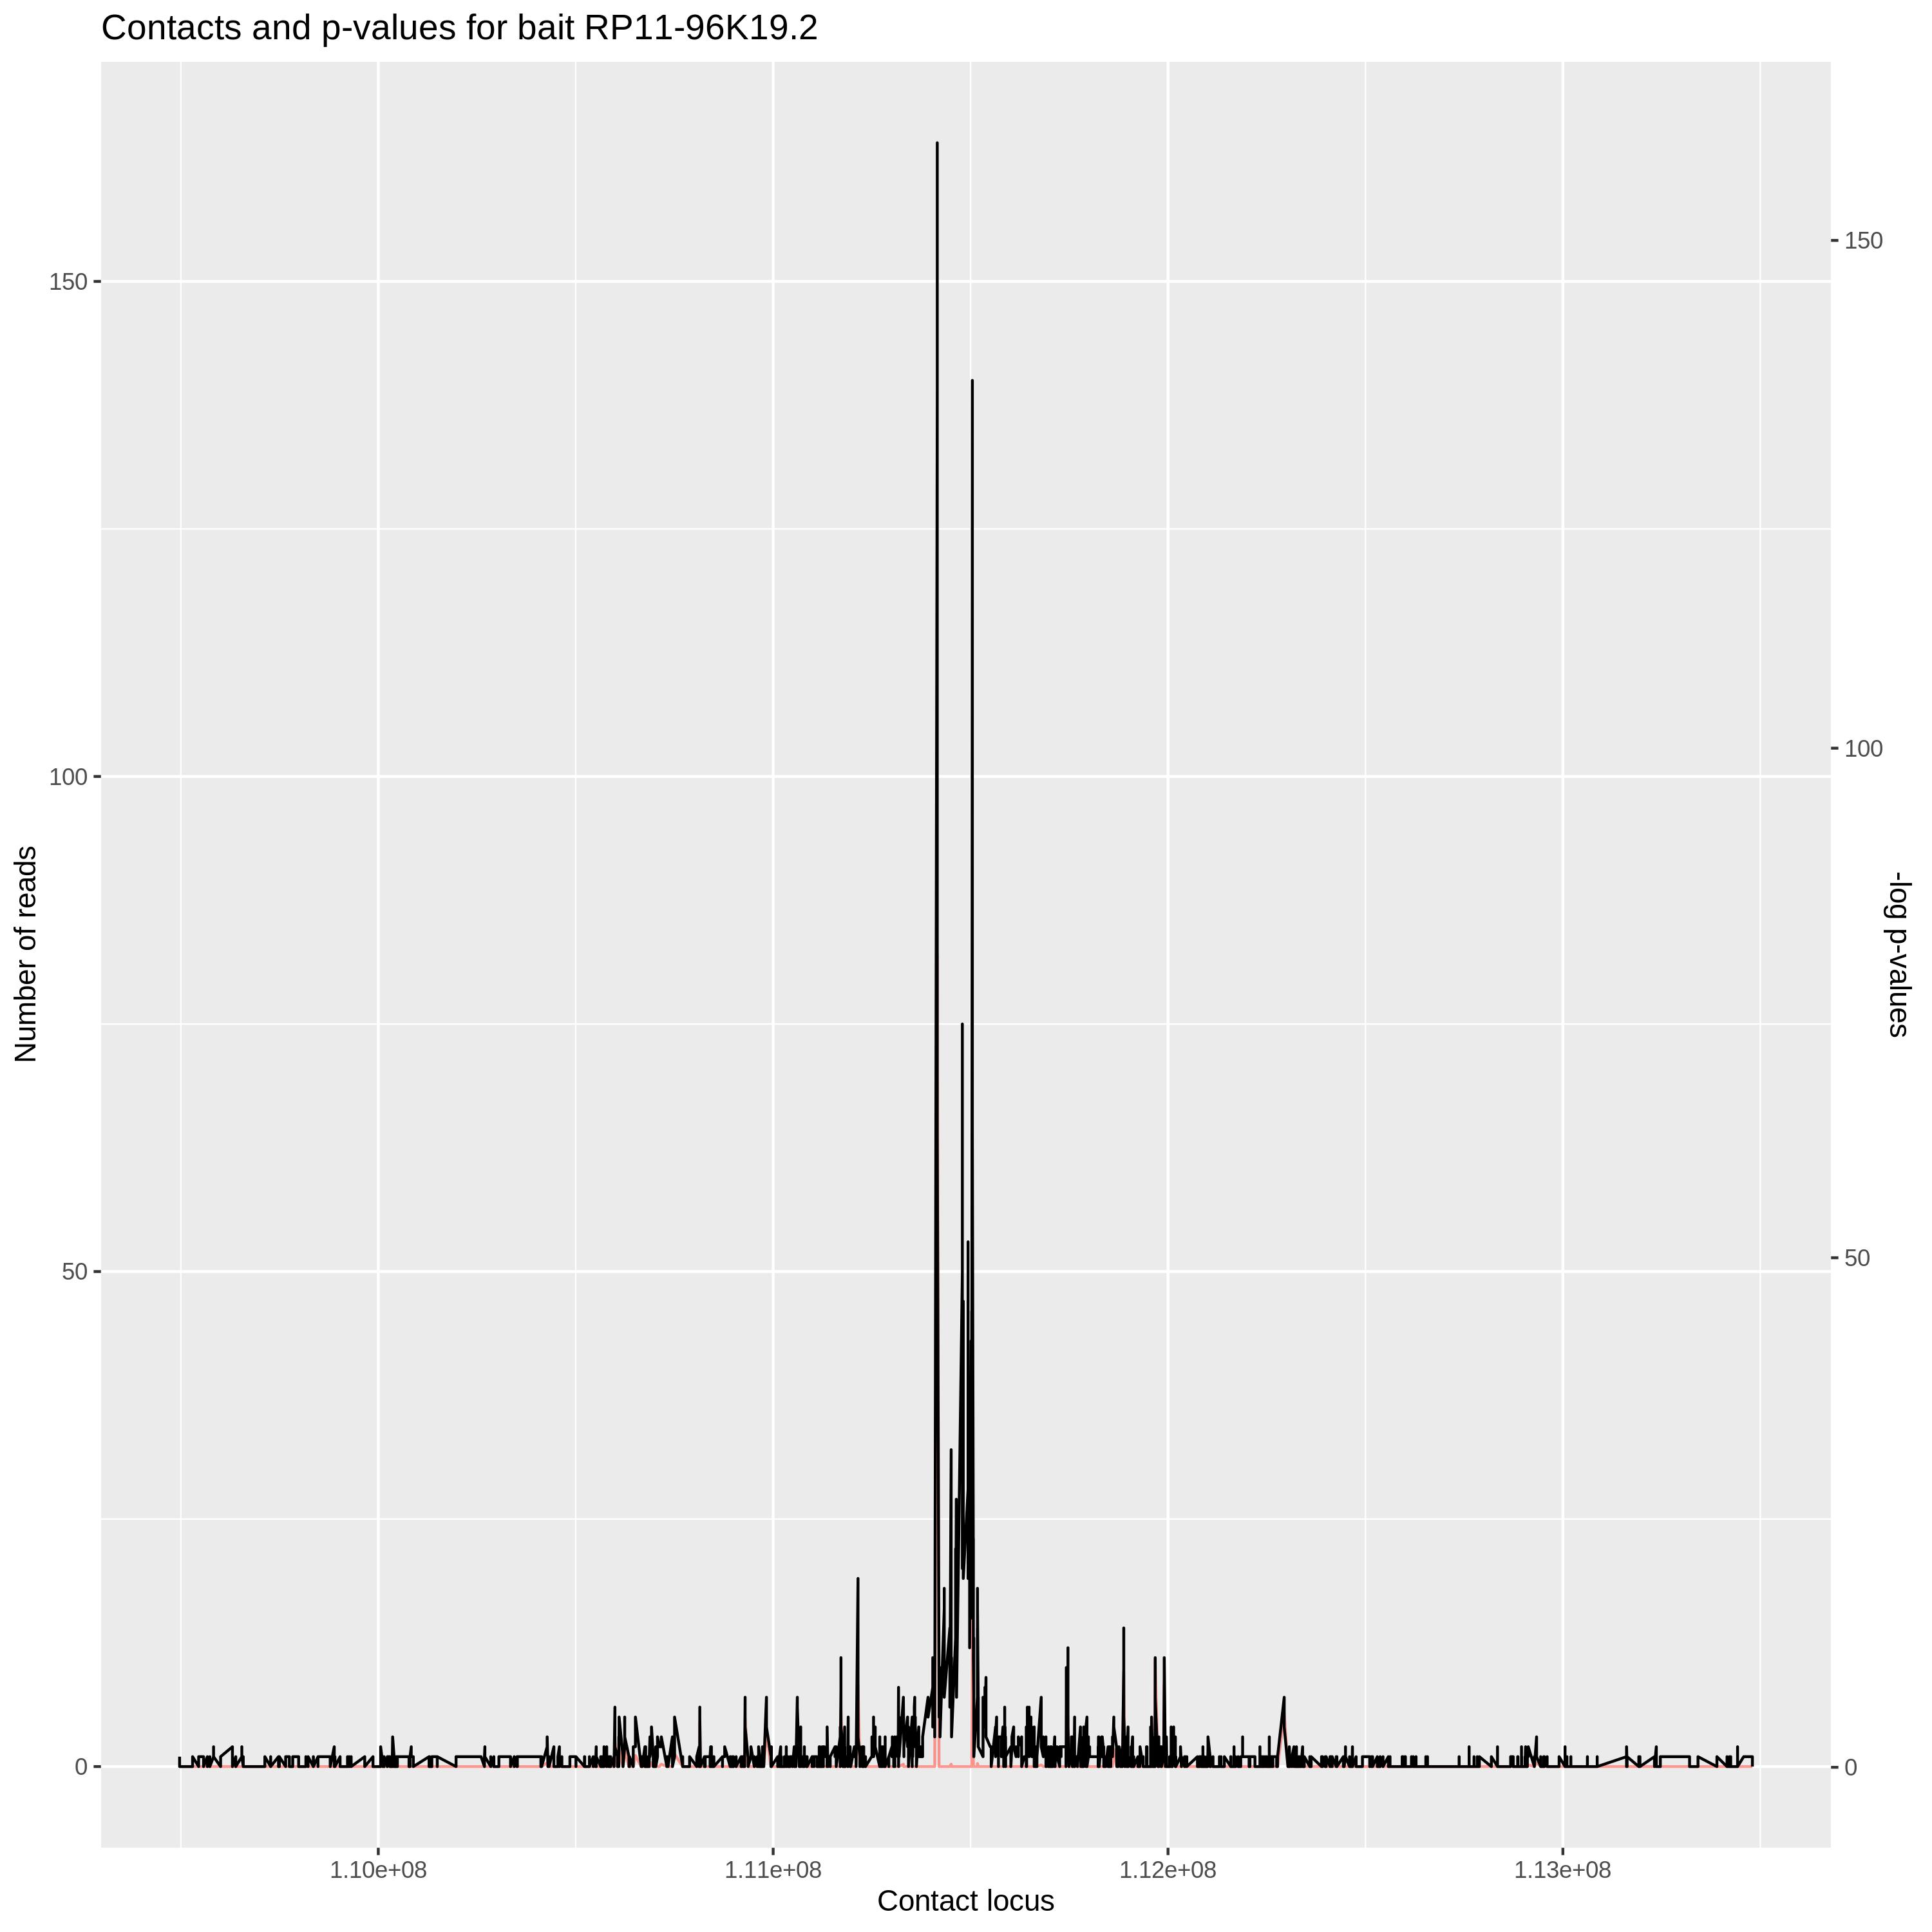 Contacts and p-values for bait RP11-96K19.2
150
100
50
0
Number of reads
150
100
50
0
-log p-values
1.10e+08
1.11e+08
1.12e+08
1.13e+08
Contact locus